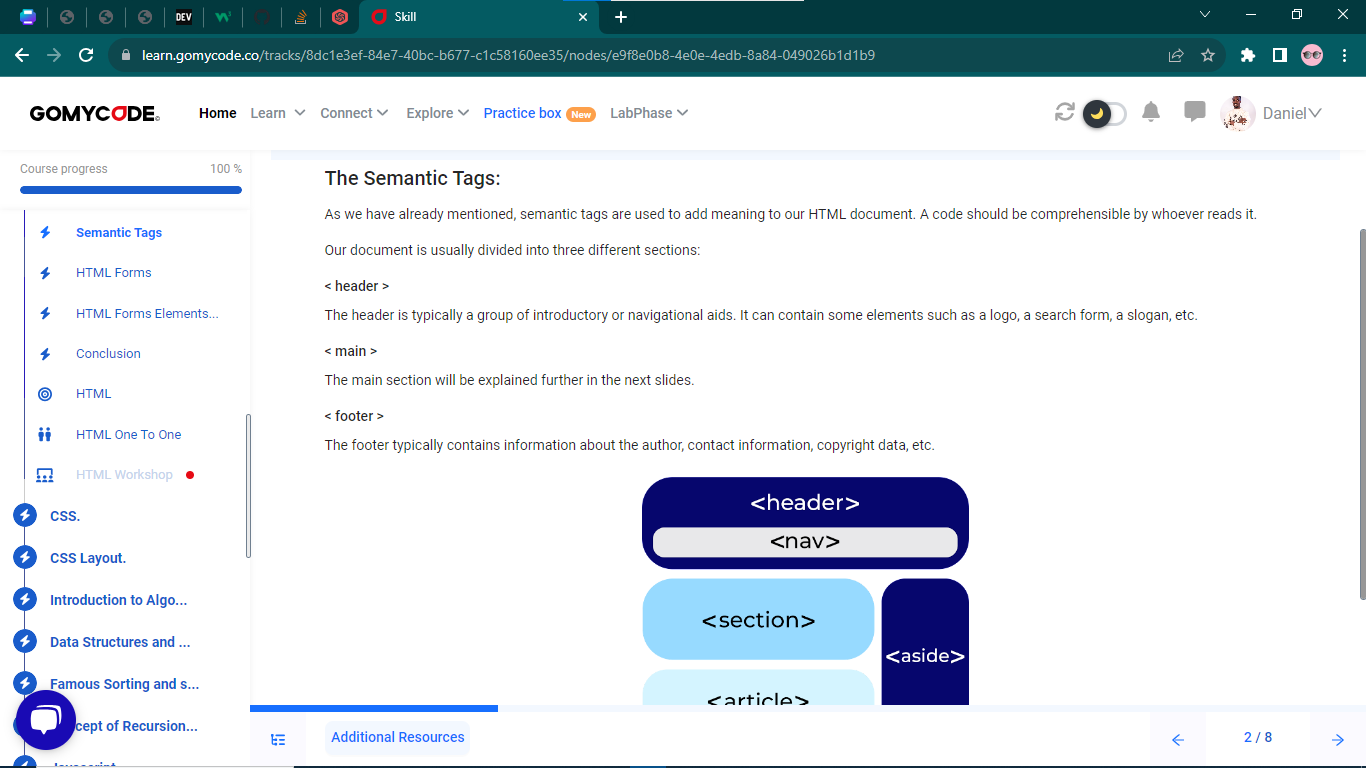 DEV
Skill
learn.gomycode.co/tracks/8dc1e3ef-84e7-40bc-b677-c1c58160ee35/nodes/e9f8e0b8-4e0e-4edb-8a84-049026b1d1b9
GOMYCODE
Home
Learn
Connect
Explore
Practice box
New
LabPhase
Daniel
Course progress
100 %
Semantic Tags
HTML Forms
HTML Forms Elements...
Conclusion
HTML
HTML One To One
HTML Workshop
CSS.
CSS Layout.
Introduction to Algo...
Data Structures and ...
Famous Sorting and s...
cept of Recursion...
Javascript
The Semantic Tags:
As we have already mentioned, semantic tags are used to add meaning to our HTML document. A code should be comprehensible by whoever reads it.
Our document is usually divided into three different sections:
< header >
The header is typically a group of introductory or navigational aids. It can contain some elements such as a logo, a search form, a slogan, etc.
< main >
The main section will be explained further in the next slides.
< footer >
The footer typically contains information about the author, contact information, copyright data, etc.
<header>
<nav>
<section>
<aside>
<article>
Additional Resources
2 / 8